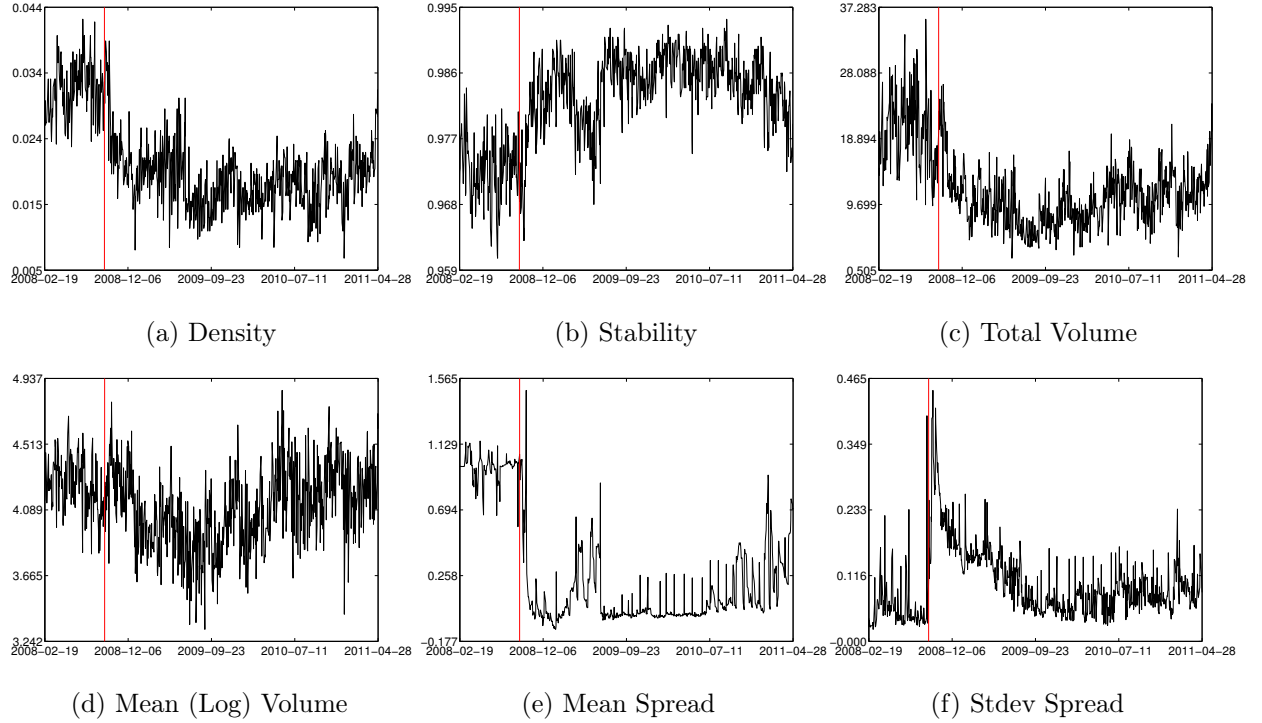 0.044
0.034
0.024
0.015
0.005
2008−02−19 2008−12−06 2009−09−23 2010−07−11 2011−04−28
(a) Density
0.995
0.986
0.977
0.968
0.959
2008−02−19 2008−12−06 2009−09−23 2010−07−11 2011−04−28
(b) Stability
37.283
28.088
18.894
9.699
0.505
2008−02−19 2008−12−06 2009−09−23 2010−07−11 2011−04−28
(c) Total Volume
4.937
4.513
4.089
3.665
3.242
2008−02−19 2008−12−06 2009−09−23 2010−07−11 2011−04−28
(d) Mean (Log) Volume
1.565
1.129
0.694
0.258
−0.177
2008−02−19 2008−12−06 2009−09−23 2010−07−11 2011−04−28
(e) Mean Spread
0.465
0.349
0.233
0.116
−0.000
2008−02−19 2008−12−06 2009−09−23 2010−07−11 2011−04−28
(f) Stdev Spread